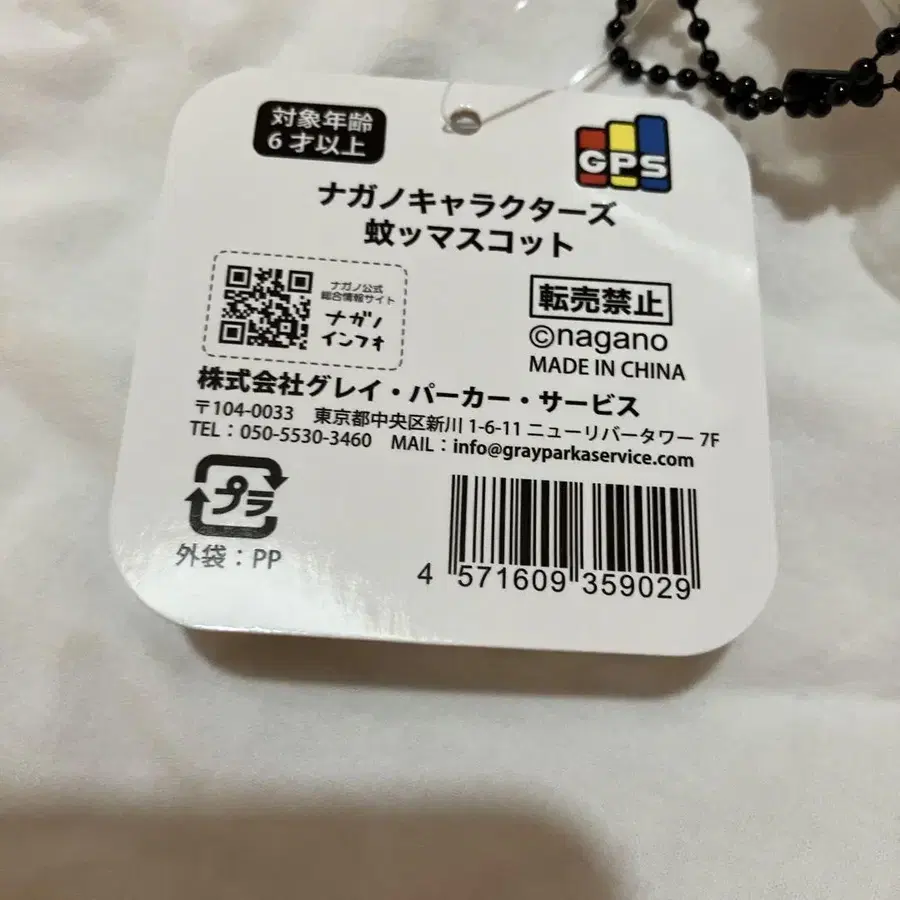 対象年齢
6才以上
GPS
ナガノキャラクターズ
蚊ッマスコット
ナガノ公式
総合情報サイト
ナガノ
インフォ
転売禁止
©nagano
MADE IN CHINA
株式会社グレイ・パーカー・サービス
〒104-0033 東京都中央区新川 1-6-11 ニューリバータワー 7F
TEL：050-5530-3460 MAIL：info@grayparkaservice.com
プラ
外袋：PP
4 571609 359029